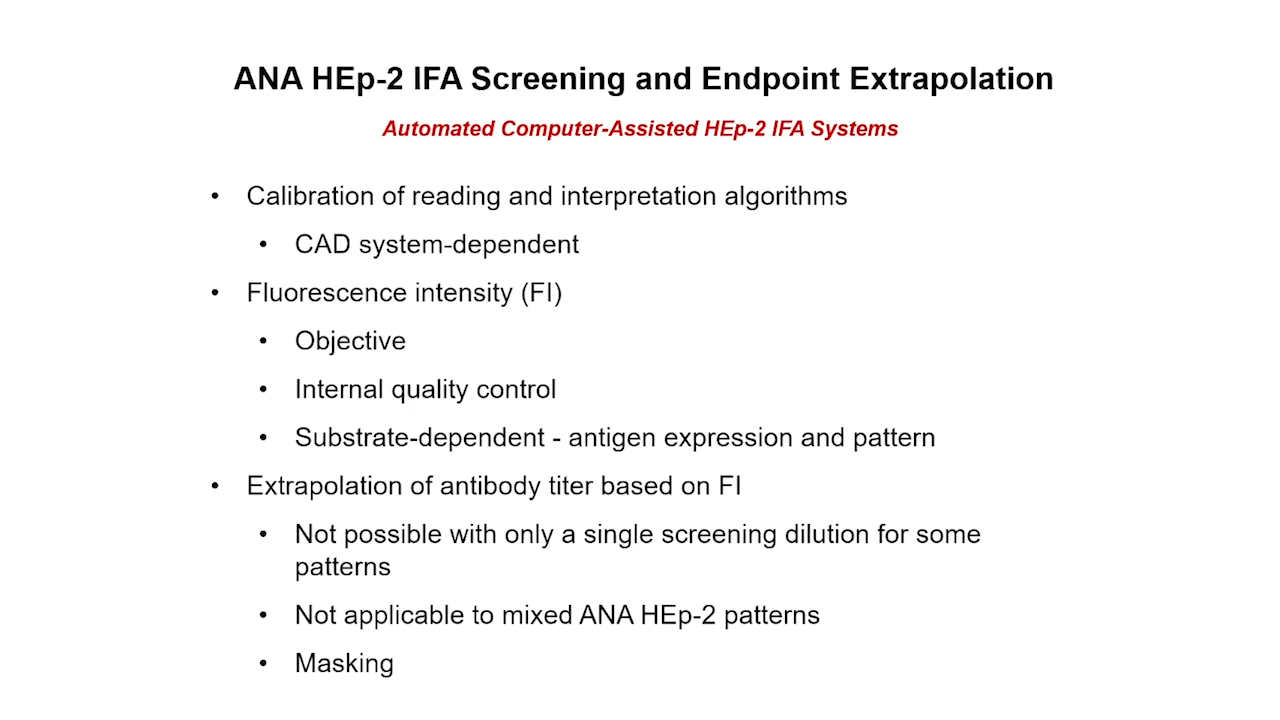 ANA HEp-2 IFA Screening and Endpoint Extrapolation
Automated Computer-Assisted HEp-2 IFA Systems
• Calibration of reading and interpretation algorithms
• CAD system-dependent
• Fluorescence intensity (FI)
• Objective
• Internal quality control
• Substrate-dependent - antigen expression and pattern
• Extrapolation of antibody titer based on FI
• Not possible with only a single screening dilution for some
patterns
• Not applicable to mixed ANA HEp-2 patterns
• Masking